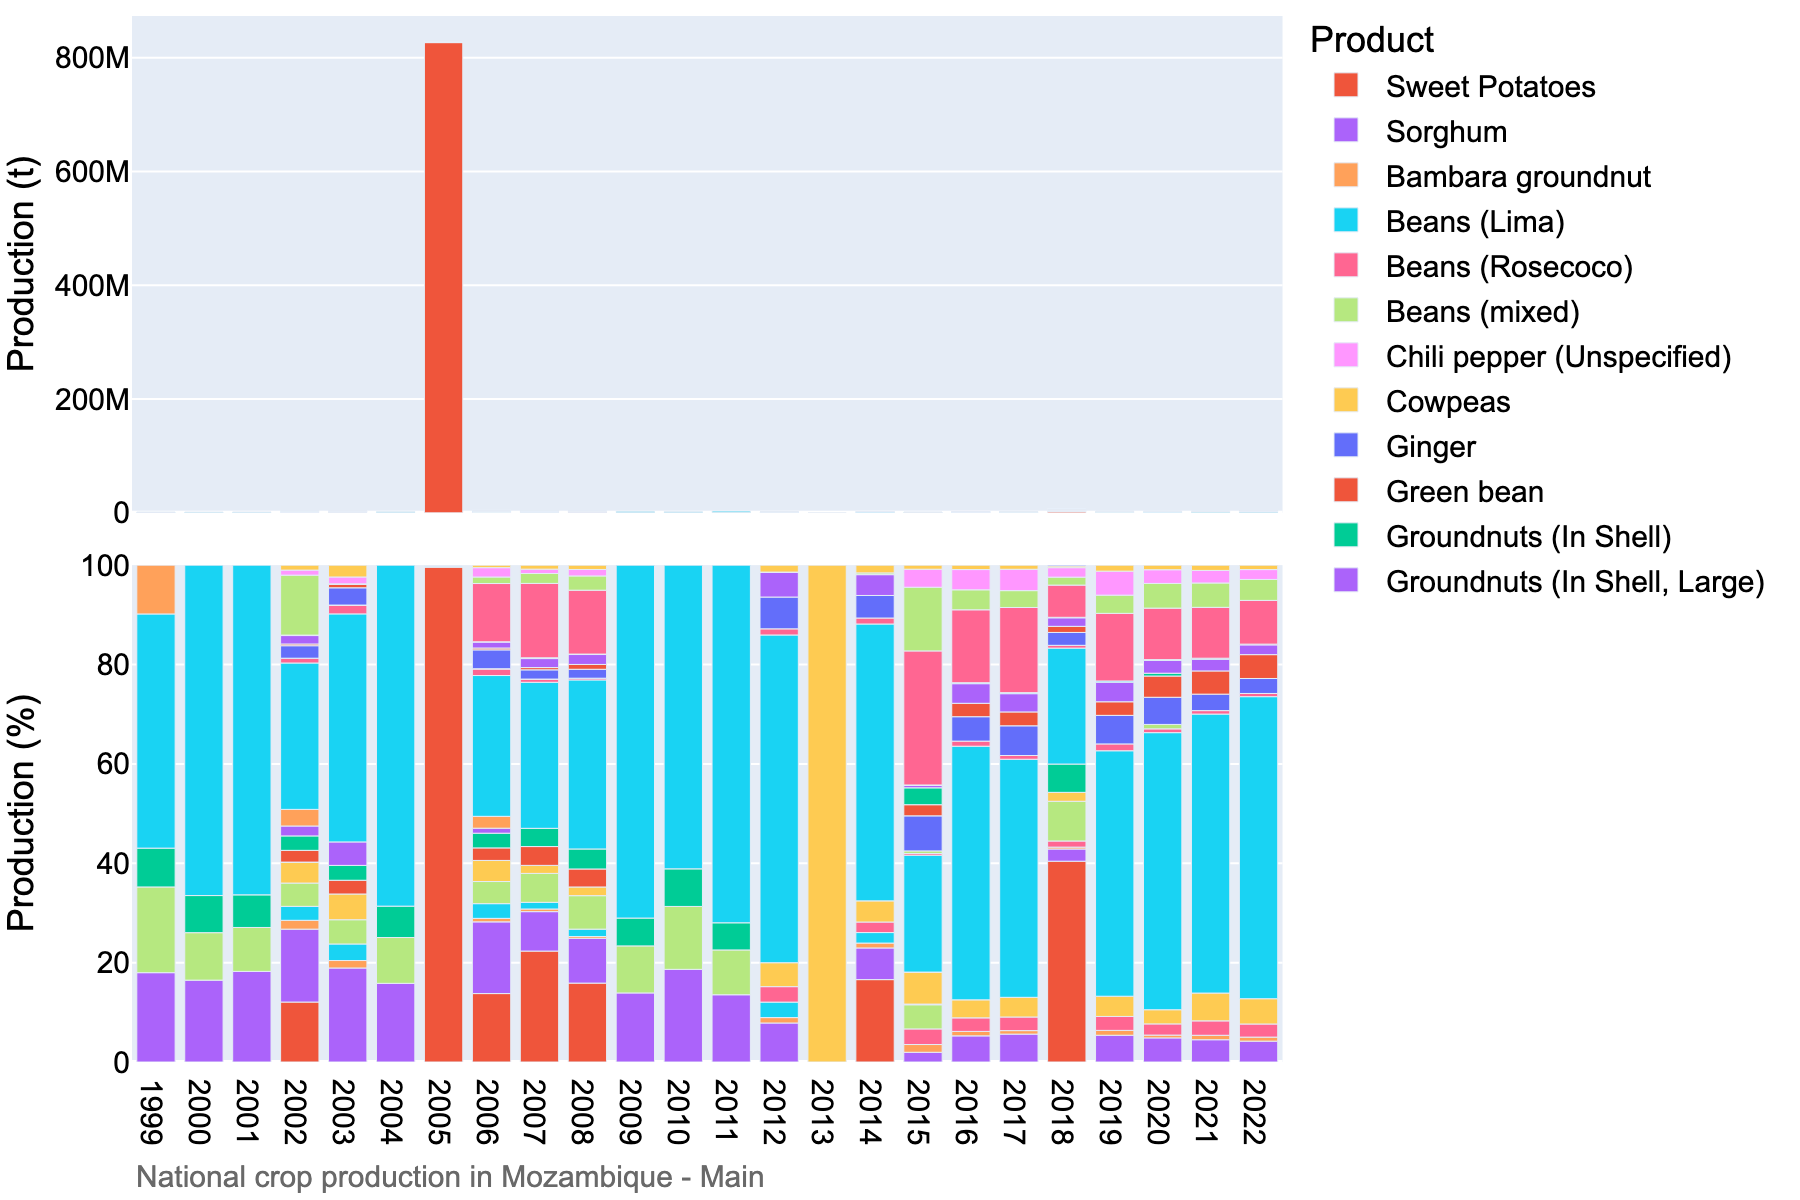 Production (t)
800M
600M
400M
200M
0
Production (%)
100
80
60
40
20
0
1999
2000
2001
2002
2003
2004
2005
2006
2007
2008
2009
2010
2011
2012
2013
2014
2015
2016
2017
2018
2019
2020
2021
2022
National crop production in Mozambique - Main
Product
Sweet Potatoes
Sorghum
Bambara groundnut
Beans (Lima)
Beans (Rosecoco)
Beans (mixed)
Chili pepper (Unspecified)
Cowpeas
Ginger
Green bean
Groundnuts (In Shell)
Groundnuts (In Shell, Large)